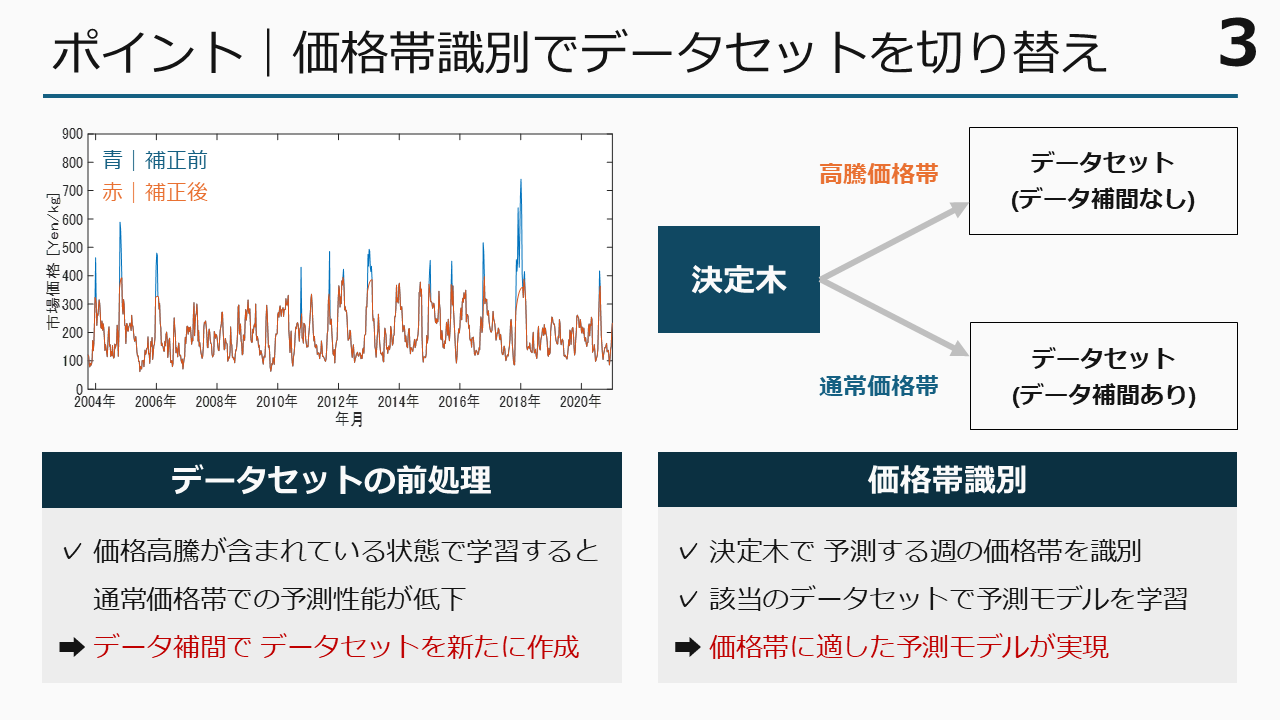 ポイント｜価格帯識別でデータセットを切り替え
3
900
800
700
600
500
400
300
200
100
0
市場価格 [Yen/kg]
青｜補正前
赤｜補正後
2004年 2006年 2008年 2010年 2012年 2014年 2016年 2018年 2020年
年月
決定木
高騰価格帯
通常価格帯
データセット
(データ補間なし)
データセット
(データ補間あり)
データセットの前処理
✓ 価格高騰が含まれている状態で学習すると
通常価格帯での予測性能が低下
➡ データ補間で データセットを新たに作成
価格帯識別
✓ 決定木で 予測する週の価格帯を識別
✓ 該当のデータセットで予測モデルを学習
➡ 価格帯に適した予測モデルが実現